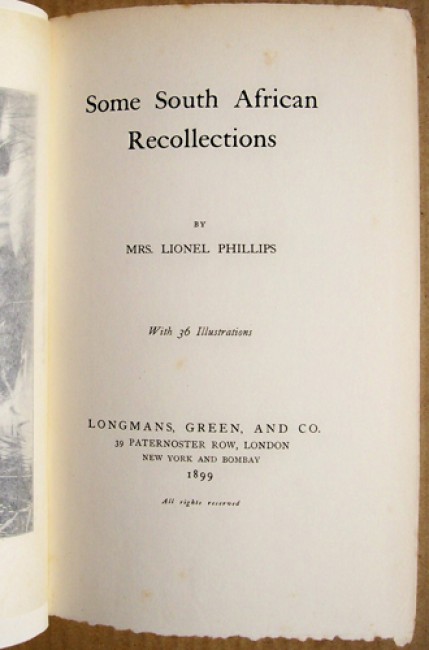 Some South African
Recollections
BY
MRS. LIONEL PHILLIPS
With 36 Illustrations
LONGMANS, GREEN, AND CO.
39 PATERNOSTER ROW, LONDON
NEW YORK AND BOMBAY
1899
All rights reserved